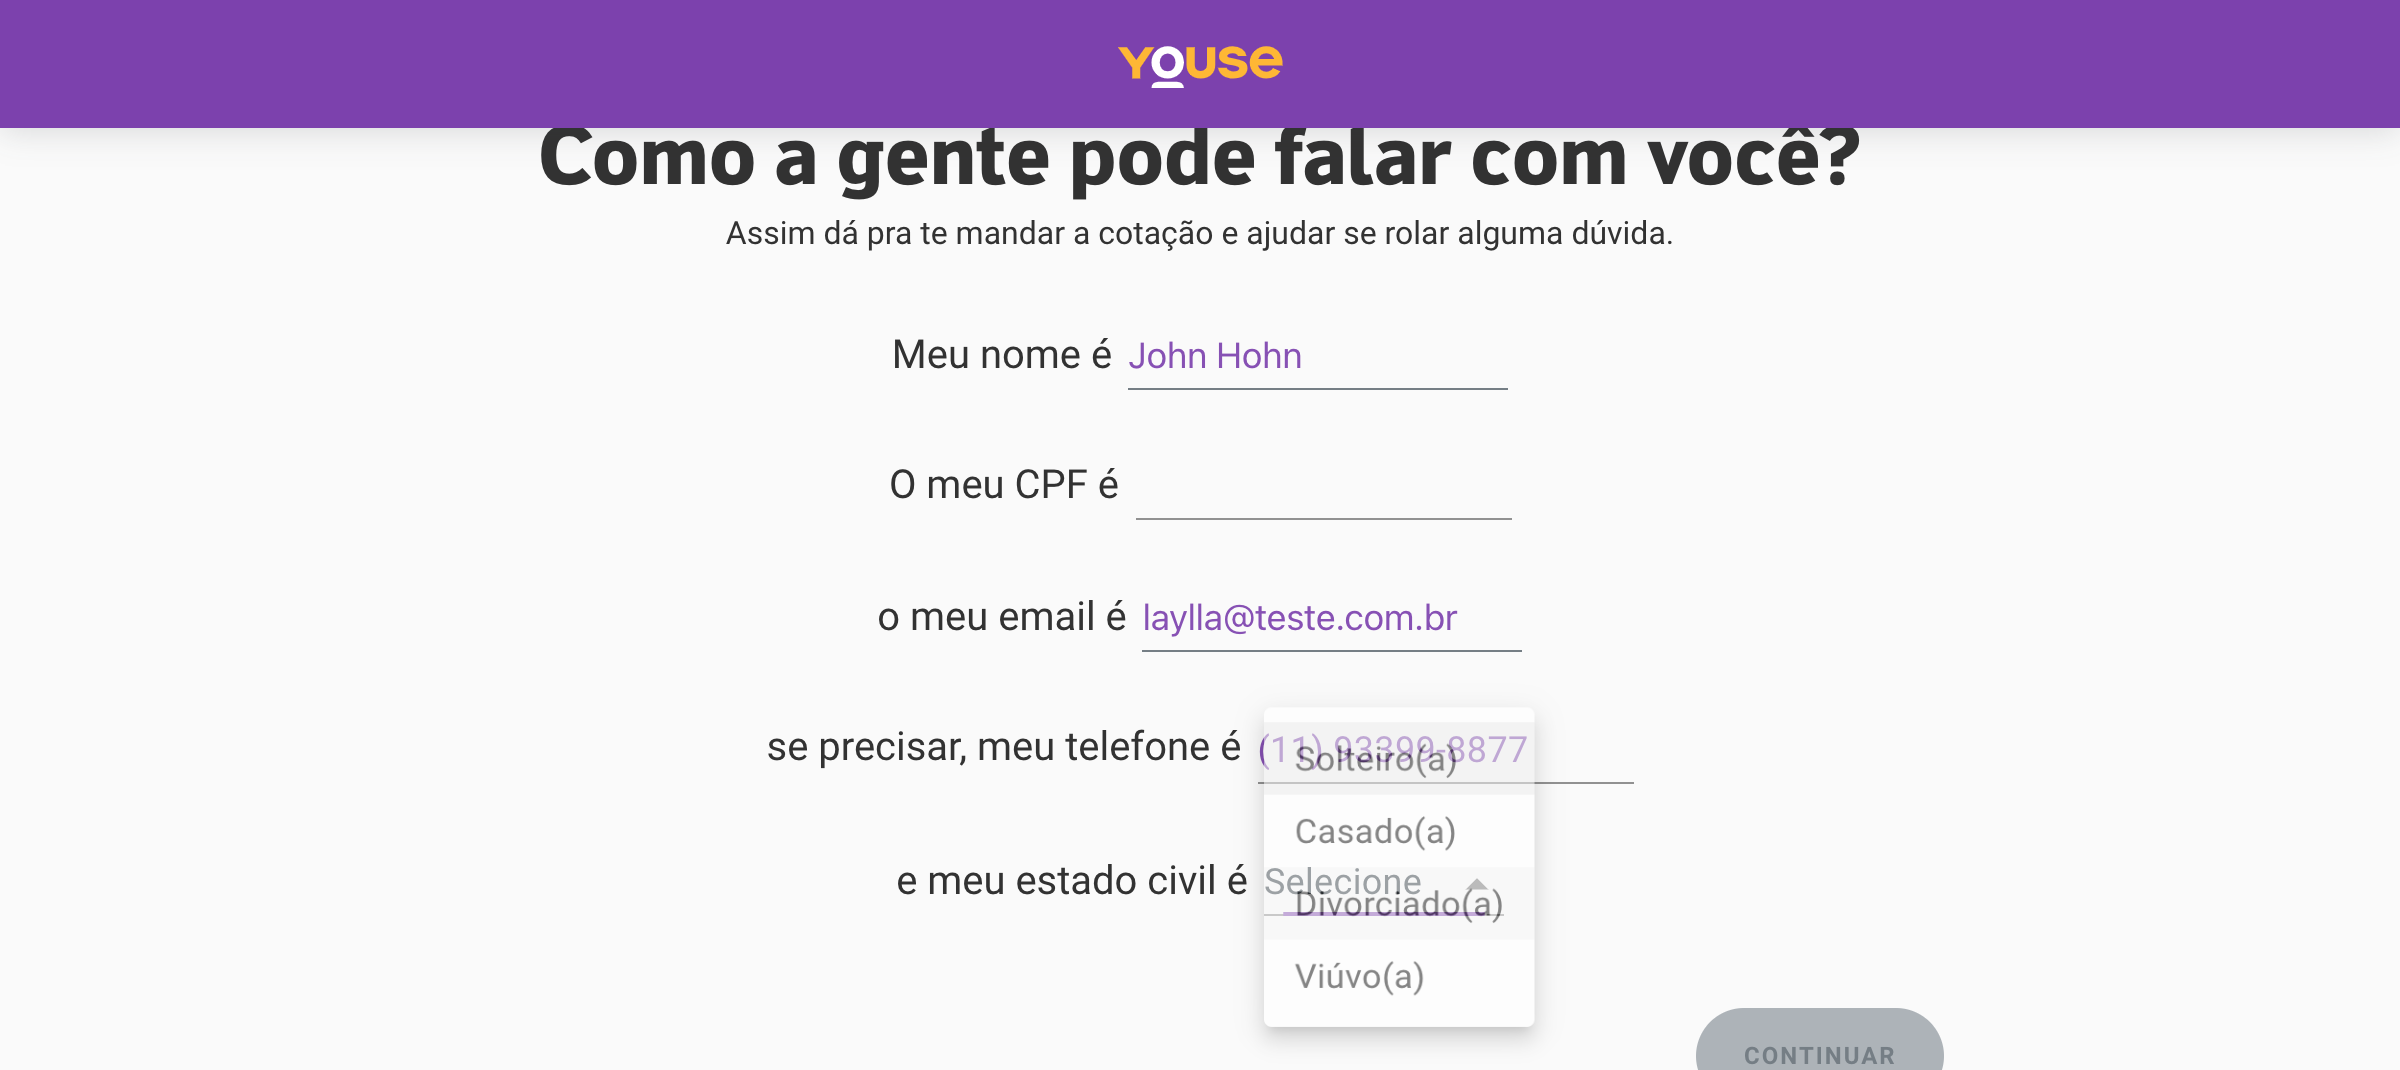 youse
Como a gente pode falar com você?
Assim dá pra te mandar a cotação e ajudar se rolar alguma dúvida.
Meu nome é John Hohn
O meu CPF é
o meu email é laylla@teste.com.br
se precisar, meu telefone é (11) 93399-8877
Solteiro(a)
Casado(a)
e meu estado civil é Selecione
Divorciado(a)
Viúvo(a)
CONTINUAR